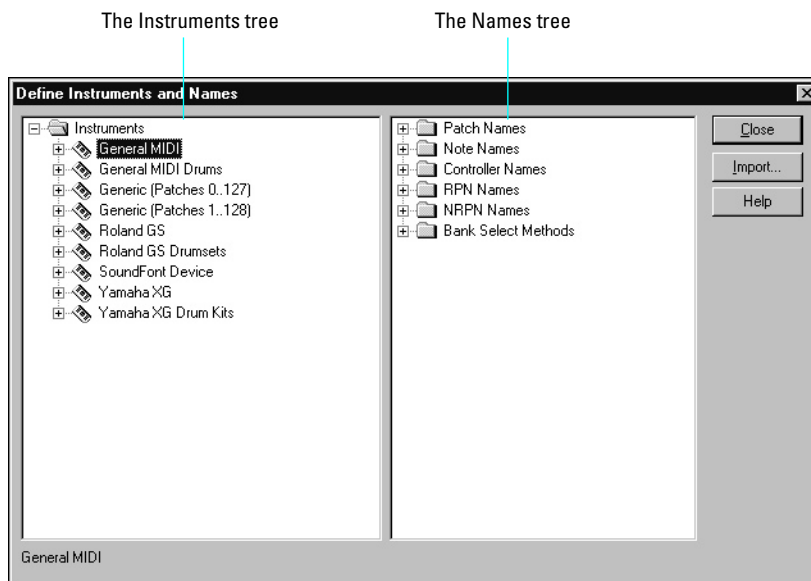 The Instruments tree
The Names tree
Define Instruments and Names
Instruments
General MIDI
General MIDI Drums
Generic (Patches 0..127)
Generic (Patches 1..128)
Roland GS
Roland GS Drumsets
SoundFont Device
Yamaha XG
Yamaha XG Drum Kits
Patch Names
Note Names
Controller Names
RPN Names
NRPN Names
Bank Select Methods
Close
Import...
Help
General MIDI